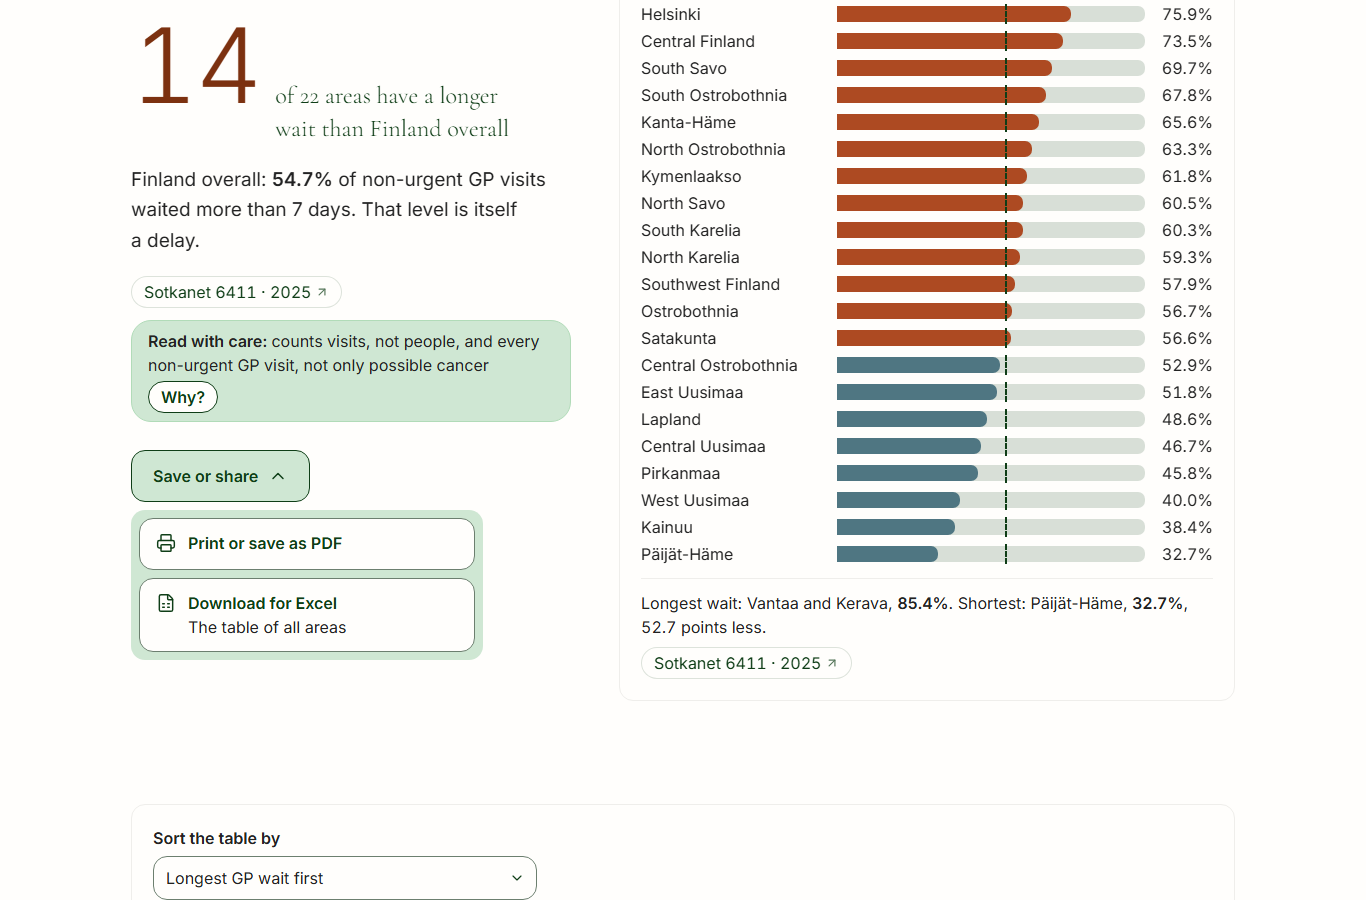 14
of 22 areas have a longer
wait than Finland overall
Finland overall: 54.7% of non-urgent GP visits
waited more than 7 days. That level is itself
a delay.
Sotkanet 6411 · 2025 ↗
Read with care: counts visits, not people, and every
non-urgent GP visit, not only possible cancer
Why?
Save or share
Print or save as PDF
Download for Excel
The table of all areas
Helsinki 75.9%
Central Finland 73.5%
South Savo 69.7%
South Ostrobothnia 67.8%
Kanta-Häme 65.6%
North Ostrobothnia 63.3%
Kymenlaakso 61.8%
North Savo 60.5%
South Karelia 60.3%
North Karelia 59.3%
Southwest Finland 57.9%
Ostrobothnia 56.7%
Satakunta 56.6%
Central Ostrobothnia 52.9%
East Uusimaa 51.8%
Lapland 48.6%
Central Uusimaa 46.7%
Pirkanmaa 45.8%
West Uusimaa 40.0%
Kainuu 38.4%
Päijät-Häme 32.7%
Longest wait: Vantaa and Kerava, 85.4%. Shortest: Päijät-Häme, 32.7%,
52.7 points less.
Sotkanet 6411 · 2025 ↗
Sort the table by
Longest GP wait first